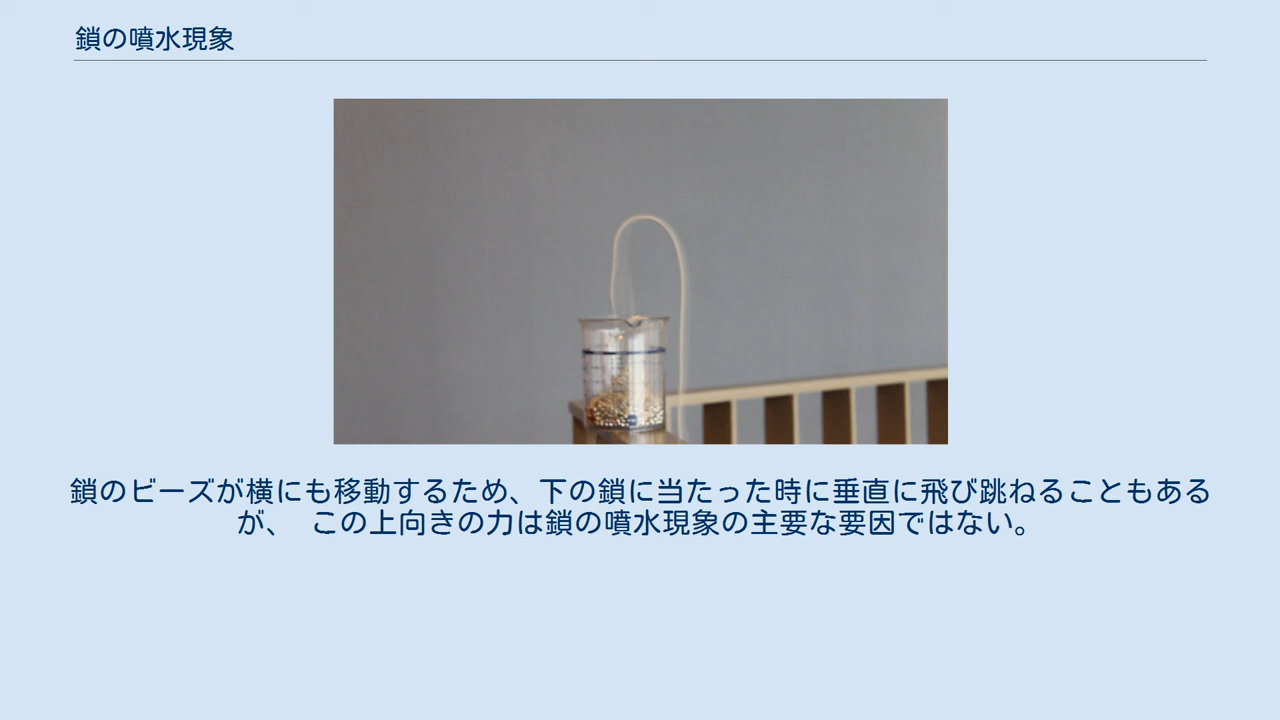 鎖の噴水現象
鎖のビーズが横にも移動するため、下の鎖に当たった時に垂直に飛び跳ねることもある
が、 この上向きの力は鎖の噴水現象の主要な要因ではない。